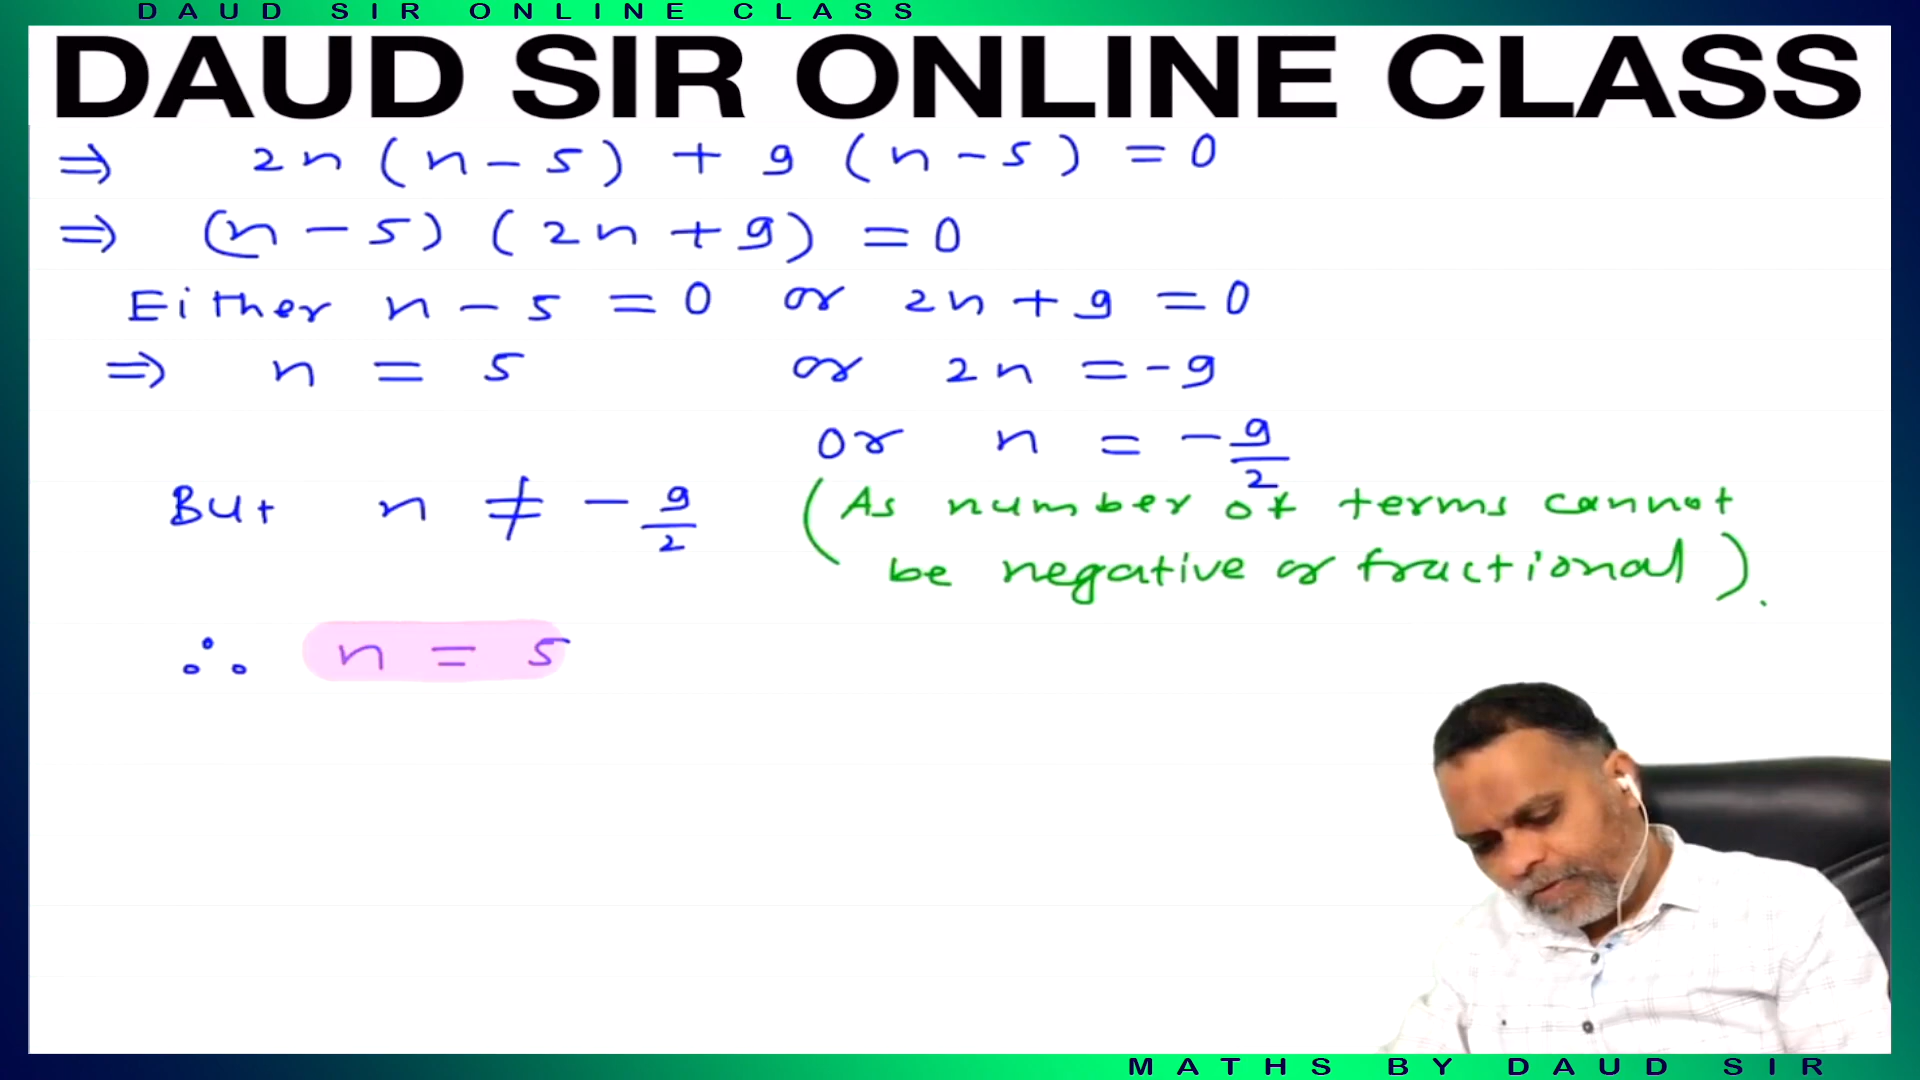 DAUD SIR ONLINE CLASS
DAUD SIR ONLINE CLASS
⇒ 2n (n - 5) + 9 (n - 5) = 0
⇒ (n - 5) (2n + 9) = 0
Either n - 5 = 0 or 2n + 9 = 0
⇒ n = 5 or 2n = -9
or n = -9/2
But n ≠ -9/2 (As number of terms cannot
be negative or fractional).
∴ n = 5
MATHS BY DAUD SIR